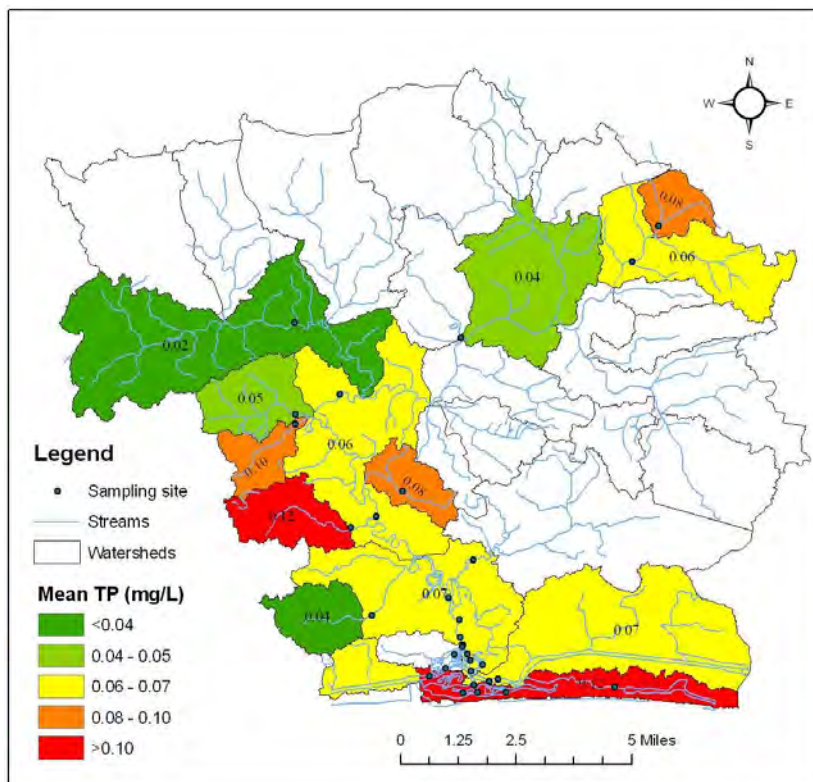 N
W E
S
0.08
0.06
0.04
0.02
0.05
0.06
0.10
0.08
0.12
0.07
0.04
0.07
Legend
Sampling site
Streams
Watersheds
Mean TP (mg/L)
<0.04
0.04 - 0.05
0.06 - 0.07
0.08 - 0.10
>0.10
0 1.25 2.5 5 Miles